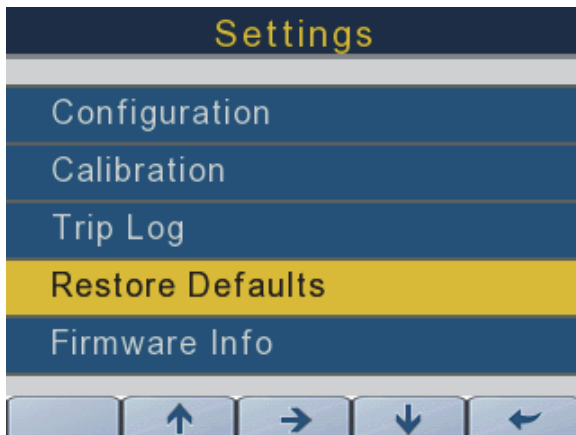 Settings
Configuration
Calibration
Trip Log
Restore Defaults
Firmware Info